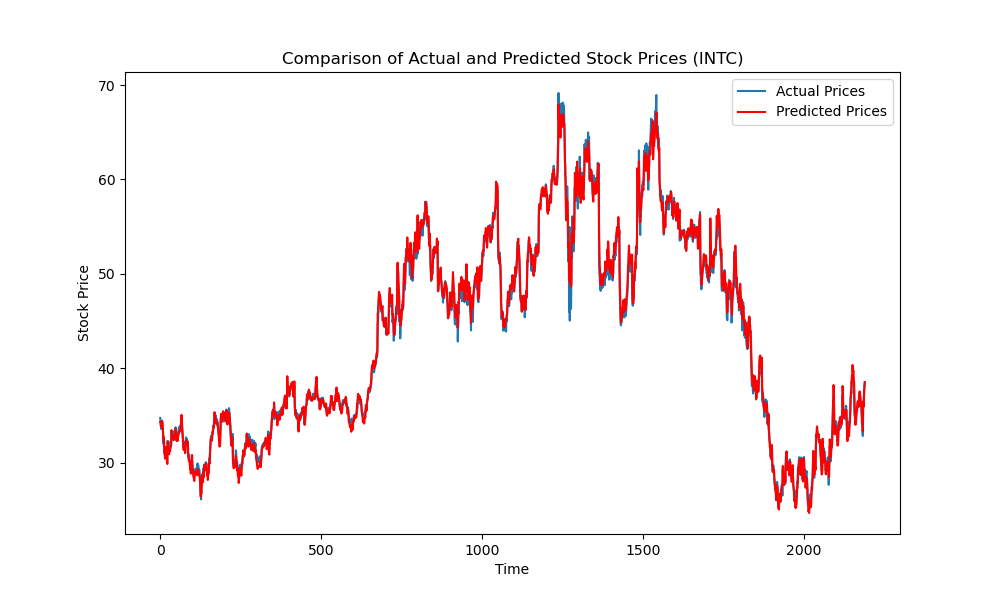 Comparison of Actual and Predicted Stock Prices (INTC)
Actual Prices
Predicted Prices
Stock Price
70
60
50
40
30
0 500 1000 1500 2000
Time